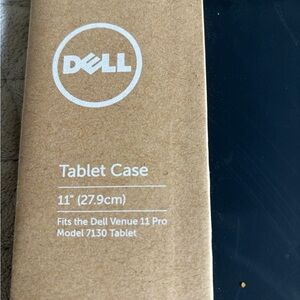 DELL
Tablet Case
11" (27.9cm)
Fits the Dell Venue 11 Pro
Model 7130 Tablet